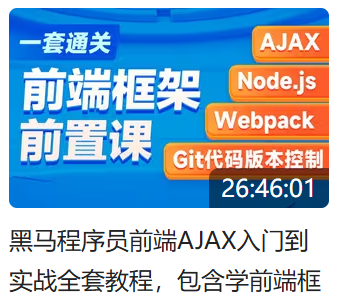 一套通关
前端框架
前置课
AJAX
Node.js
Webpack
Git代码版本控制
26:46:01
黑马程序员前端AJAX入门到
实战全套教程，包含学前端框